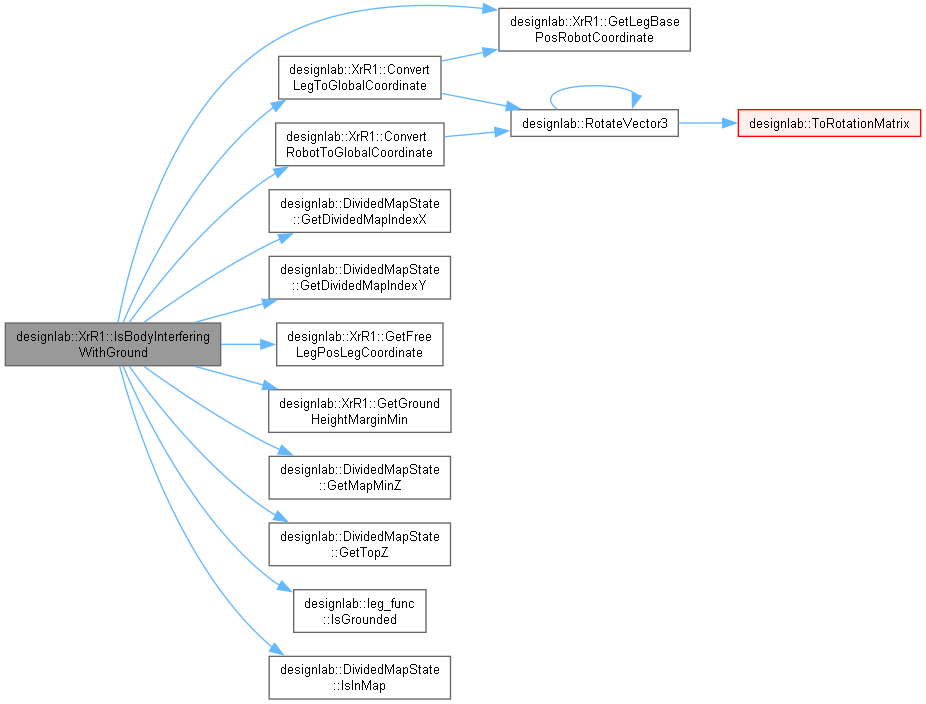 designlab::XrR1::GetLegBase
PosRobotCoordinate
designlab::XrR1::Convert
LegToGlobalCoordinate
designlab::RotateVector3
designlab::ToRotationMatrix
designlab::XrR1::Convert
RobotToGlobalCoordinate
designlab::DividedMapState
::GetDividedMapIndexX
designlab::DividedMapState
::GetDividedMapIndexY
designlab::XrR1::IsBodyInterfering
WithGround
designlab::XrR1::GetFree
LegPosLegCoordinate
designlab::XrR1::GetGround
HeightMarginMin
designlab::DividedMapState
::GetMapMinZ
designlab::DividedMapState
::GetTopZ
designlab::leg_func
::IsGrounded
designlab::DividedMapState
::IsInMap